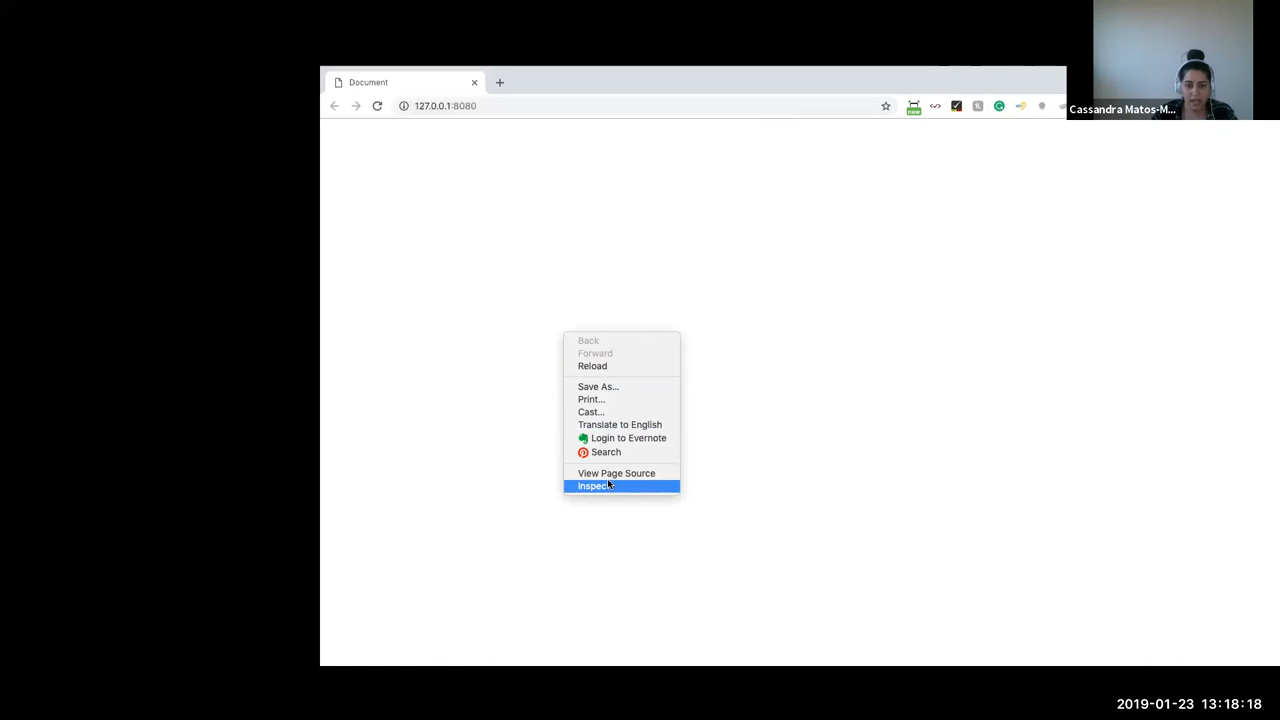 Document
127.0.0.1:8080
new
Cassandra Matos-M...
Back
Forward
Reload
Save As...
Print...
Cast...
Translate to English
Login to Evernote
Search
View Page Source
Inspect
2019-01-23 13:18:18